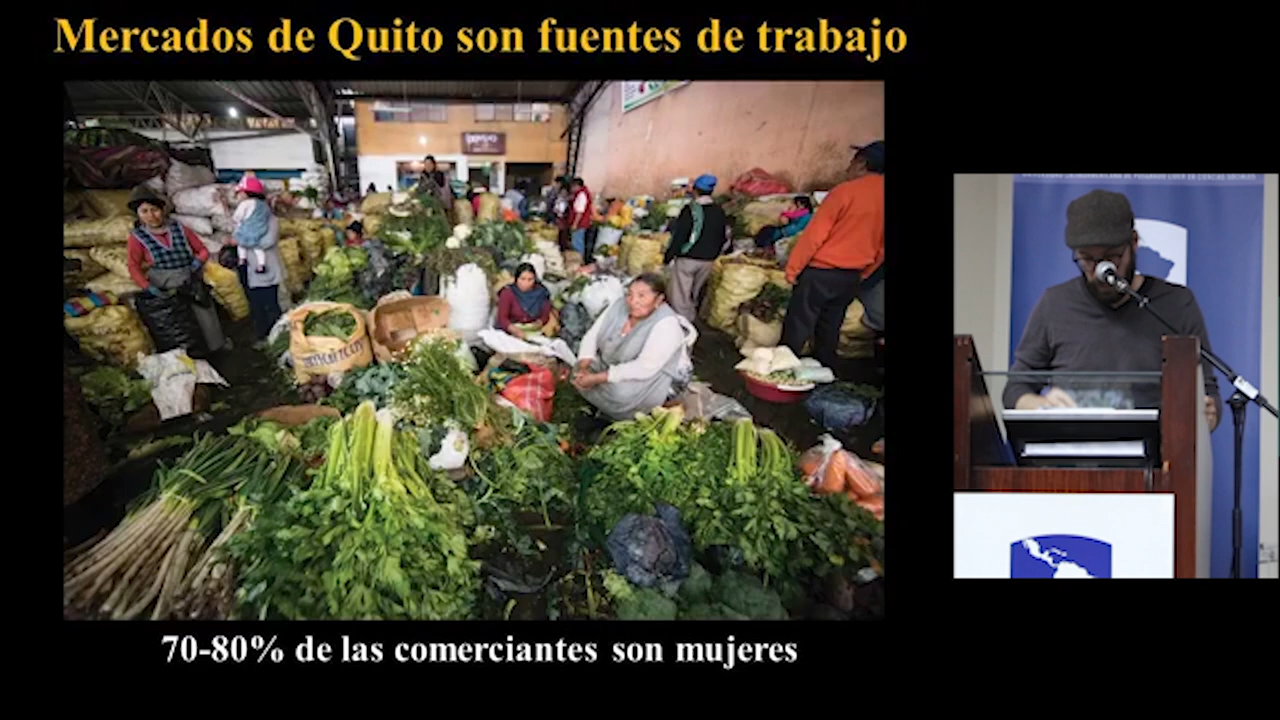 Mercados de Quito son fuentes de trabajo
70-80% de las comerciantes son mujeres